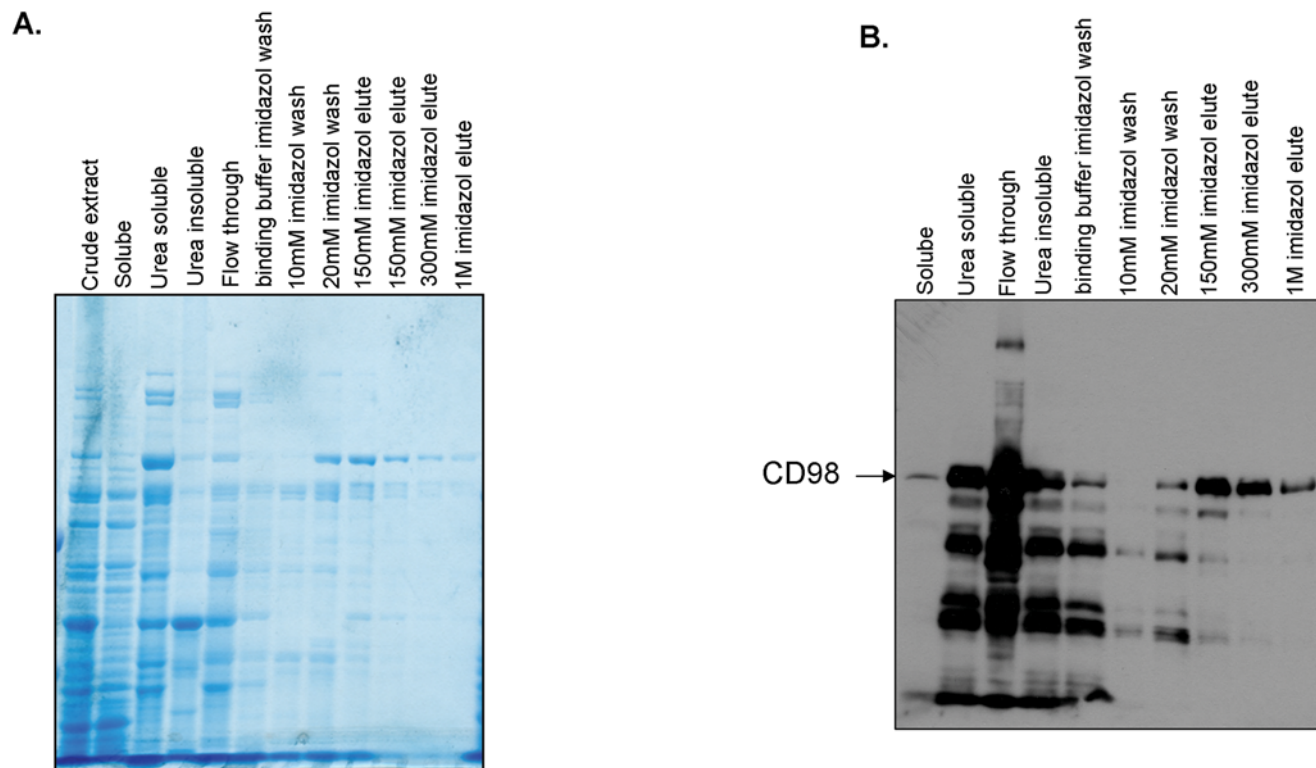 A.
Crude extract
Solube
Urea soluble
Urea insoluble
Flow through
binding buffer imidazol wash
10mM imidazol wash
20mM imidazol wash
150mM imidazol elute
150mM imidazol elute
300mM imidazol elute
1M imidazol elute
B.
Solube
Urea soluble
Flow through
Urea insoluble
binding buffer imidazol wash
10mM imidazol wash
20mM imidazol wash
150mM imidazol elute
300mM imidazol elute
1M imidazol elute
CD98